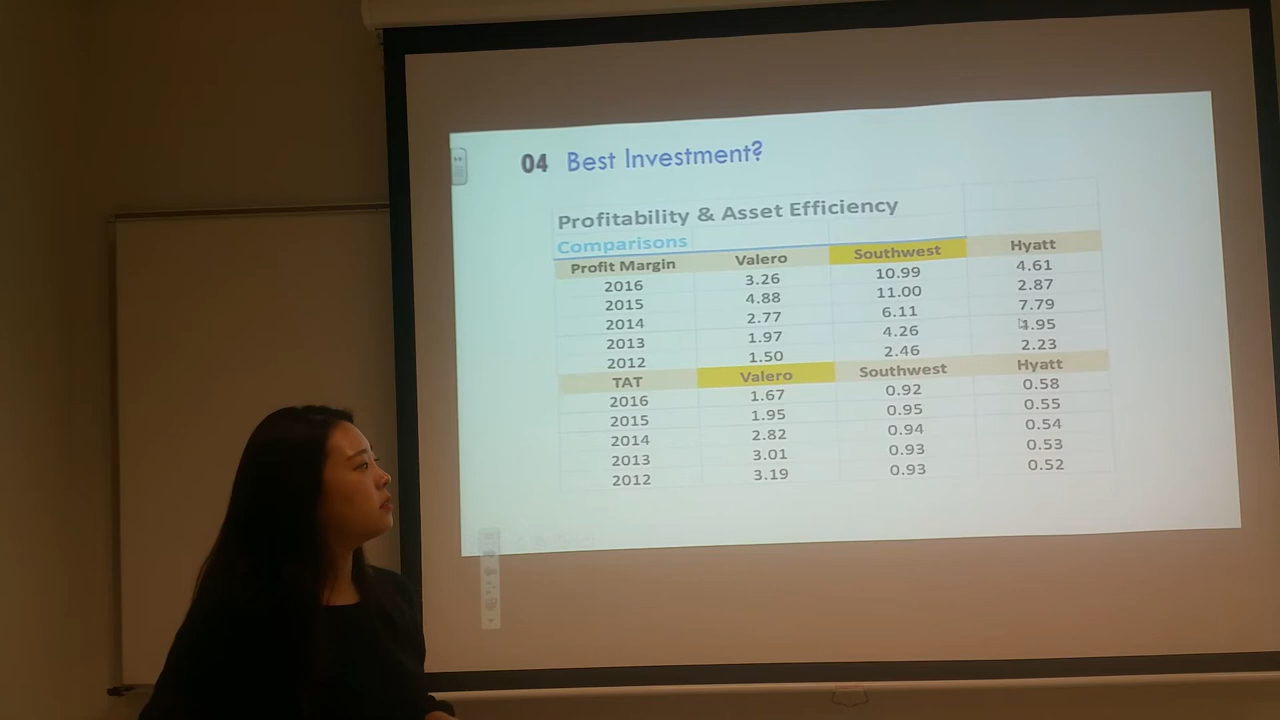 04 Best Investment?
Profitability & Asset Efficiency
Comparisons
Profit Margin Valero Southwest Hyatt
2016 3.26 10.99 4.61
2015 4.88 11.00 2.87
2014 2.77 6.11 7.79
2013 1.97 4.26 .95
2012 1.50 2.46 2.23
TAT Valero Southwest Hyatt
2016 1.67 0.92 0.58
2015 1.95 0.95 0.55
2014 2.82 0.94 0.54
2013 3.01 0.93 0.53
2012 3.19 0.93 0.52